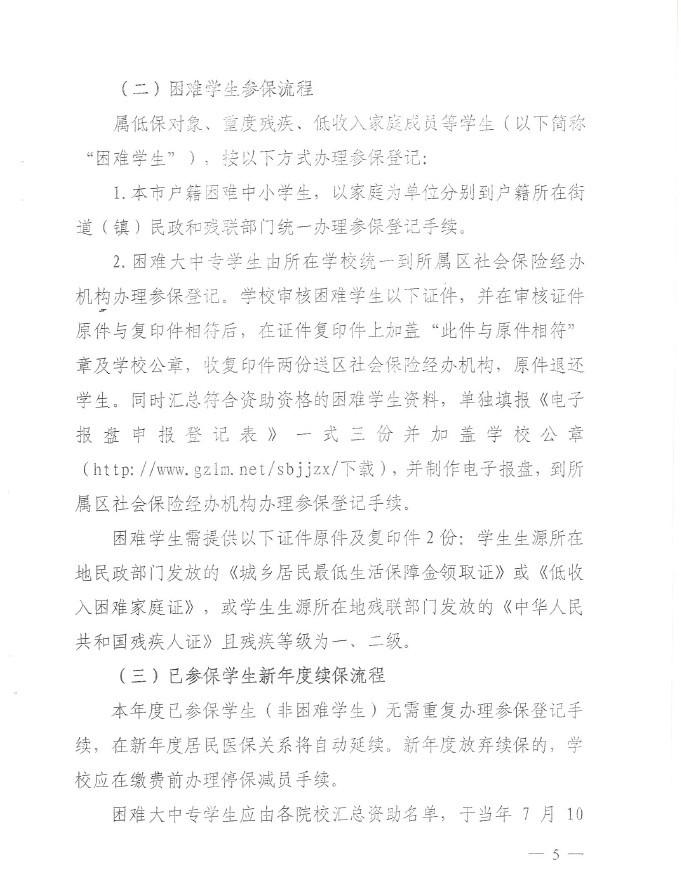 （二）困难学生参保流程
属低保对象、重度残疾、低收入家庭成员等学生（以下简称
“困难学生”），按以下方式办理参保登记：
1.本市户籍困难中小学生，以家庭为单位分别到户籍所在街
道（镇）民政和残联部门统一办理参保登记手续。
2.困难大中专学生由所在学校统一到所属区社会保险经办
机构办理参保登记。学校审核困难学生以下证件，并在审核证件
原件与复印件相符后，在证件复印件上加盖“此件与原件相符”
章及学校公章，收复印件两份送区社会保险经办机构，原件退还
学生。同时汇总符合资助资格的困难学生资料，单独填报《电子
报盘申报登记表》一式三份并加盖学校公章
（http://www.gzlm.net/sbjjzx/下载），并制作电子报盘，到所
属区社会保险经办机构办理参保登记手续。
困难学生需提供以下证件原件及复印件2份：学生生源所在
地民政部门发放的《城乡居民最低生活保障金领取证》或《低收
入困难家庭证》，或学生生源所在地残联部门发放的《中华人民
共和国残疾人证》且残疾等级为一、二级。
（三）已参保学生新年度续保流程
本年度已参保学生（非困难学生）无需重复办理参保登记手
续，在新年度居民医保关系将自动延续。新年度放弃续保的，学
校应在缴费前办理停保减员手续。
困难大中专学生应由各院校汇总资助名单，于当年 7 月 10
— 5 —